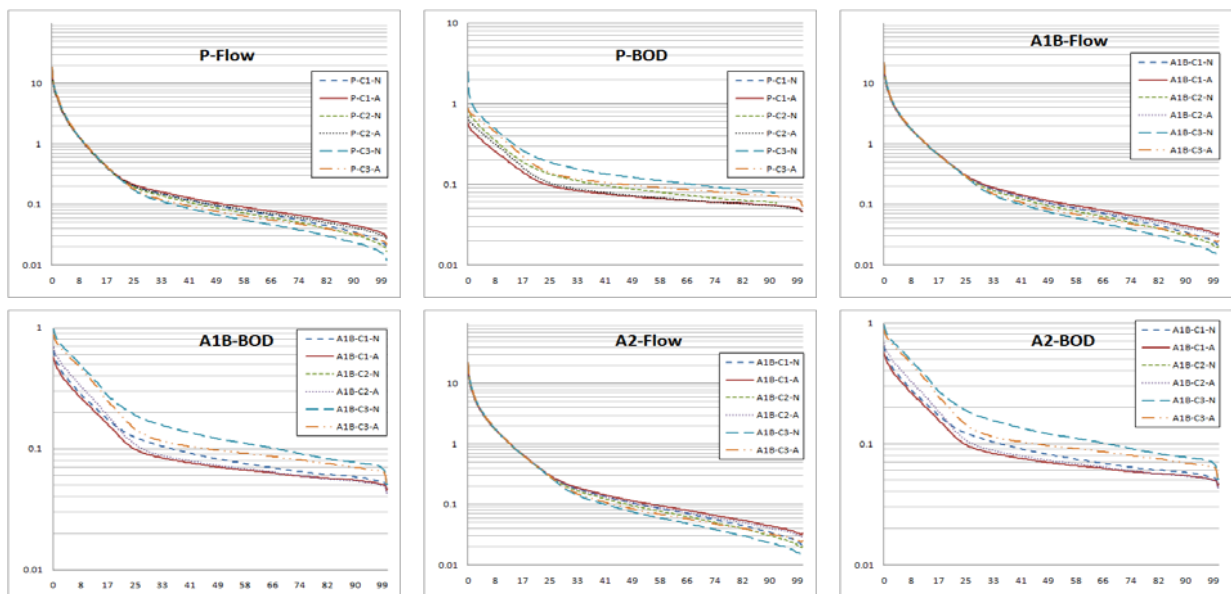 P-Flow
10
1
0.1
0.01
0 8 17 25 33 41 49 58 66 74 82 91 99
P-C1-N
P-C1-A
P-C2-N
P-C2-A
P-C3-N
P-C3-A
P-BOD
10
1
0.1
0.01
0 8 17 25 33 41 49 58 66 74 82 91 99
P-C1-N
P-C1-A
P-C2-N
P-C2-A
P-C3-N
P-C3-A
A1B-Flow
10
1
0.1
0.01
0 8 17 25 33 41 49 58 66 74 82 91 99
A1B-C1-N
A1B-C1-A
A1B-C2-N
A1B-C2-A
A1B-C3-N
A1B-C3-A
A1B-BOD
1
0.1
0.01
0 8 17 25 33 41 49 58 66 74 82 91 99
A1B-C1-N
A1B-C1-A
A1B-C2-N
A1B-C2-A
A1B-C3-N
A1B-C3-A
A2-Flow
10
1
0.1
0.01
0 8 17 25 33 41 49 58 66 74 82 91 99
A1B-C1-N
A1B-C1-A
A1B-C2-N
A1B-C2-A
A1B-C3-N
A1B-C3-A
A2-BOD
1
0.1
0.01
0 8 17 26 33 41 49 58 66 74 82 91 99
A1B-C1-N
A1B-C1-A
A1B-C2-N
A1B-C2-A
A1B-C3-N
A1B-C3-A